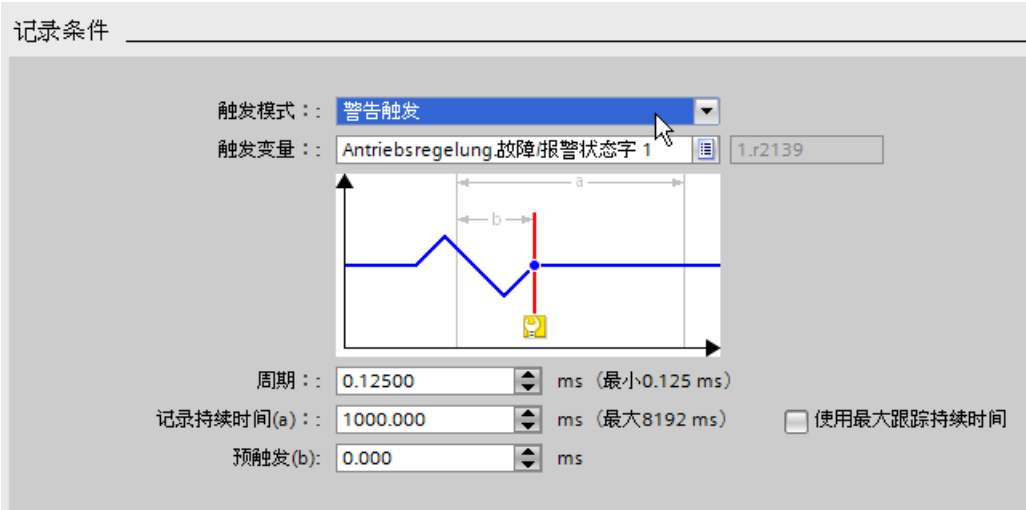 记录条件
触发模式：: 警告触发
触发变量：: Antriebsregelung.故障/报警状态字 1 1.r2139
a
b
周期：: 0.12500 ms（最小0.125 ms）
记录持续时间(a)：: 1000.000 ms（最大8192 ms） 使用最大跟踪持续时间
预触发(b): 0.000 ms